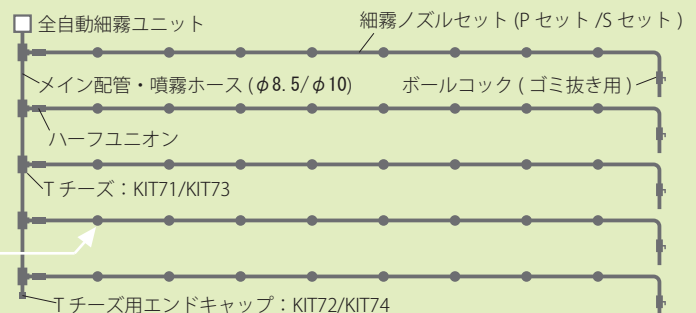 全自動細霧ユニット
細霧ノズルセット (P セット /S セット )
メイン配管・噴霧ホース (φ8.5/φ10)
ボールコック ( ゴミ抜き用 )
ハーフユニオン
T チーズ：KIT71/KIT73
T チーズ用エンドキャップ：KIT72/KIT74